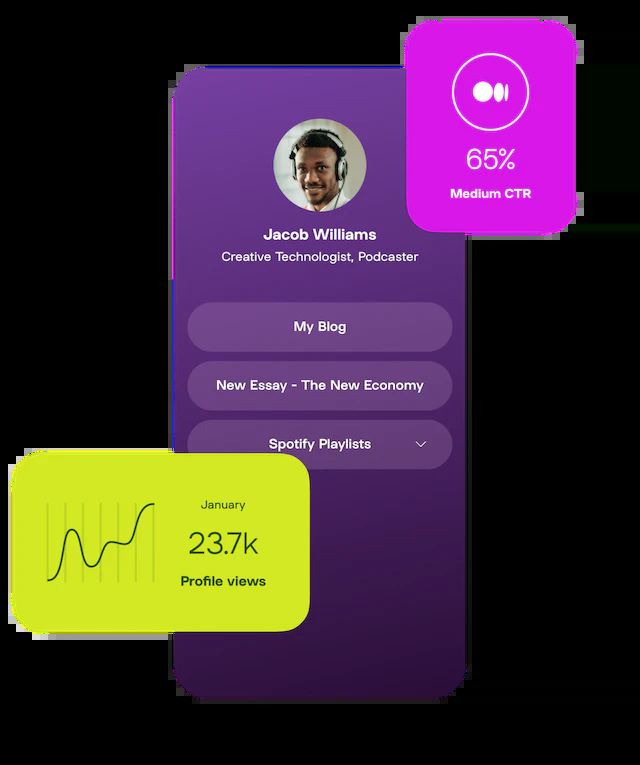 65%
Medium CTR
Jacob Williams
Creative Technologist, Podcaster
My Blog
New Essay - The New Economy
Spotify Playlists
January
23.7k
Profile views